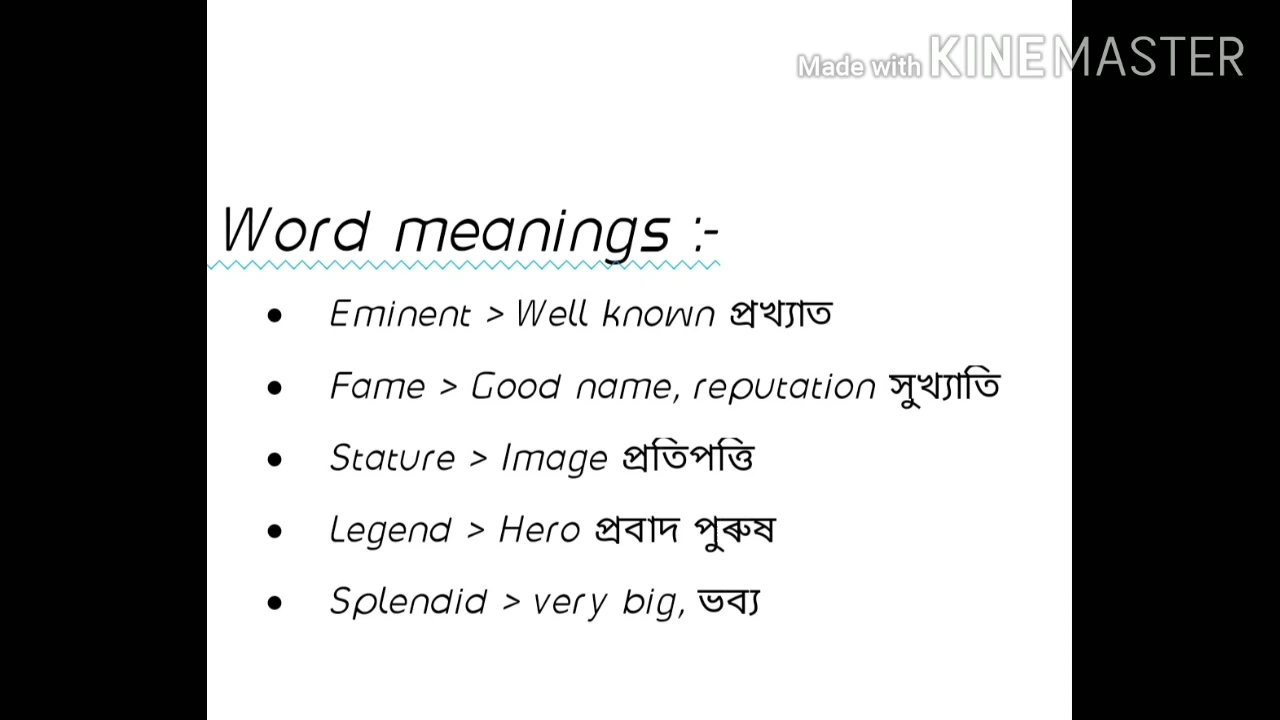 Made with KINEMASTER
Word meanings :-
• Eminent > Well known প্ৰখ্যাত
• Fame > Good name, reputation সুখ্যাতি
• Stature > Image প্ৰতিপত্তি
• Legend > Hero প্ৰবাদ পুৰুষ
• Splendid > very big, ভব্য